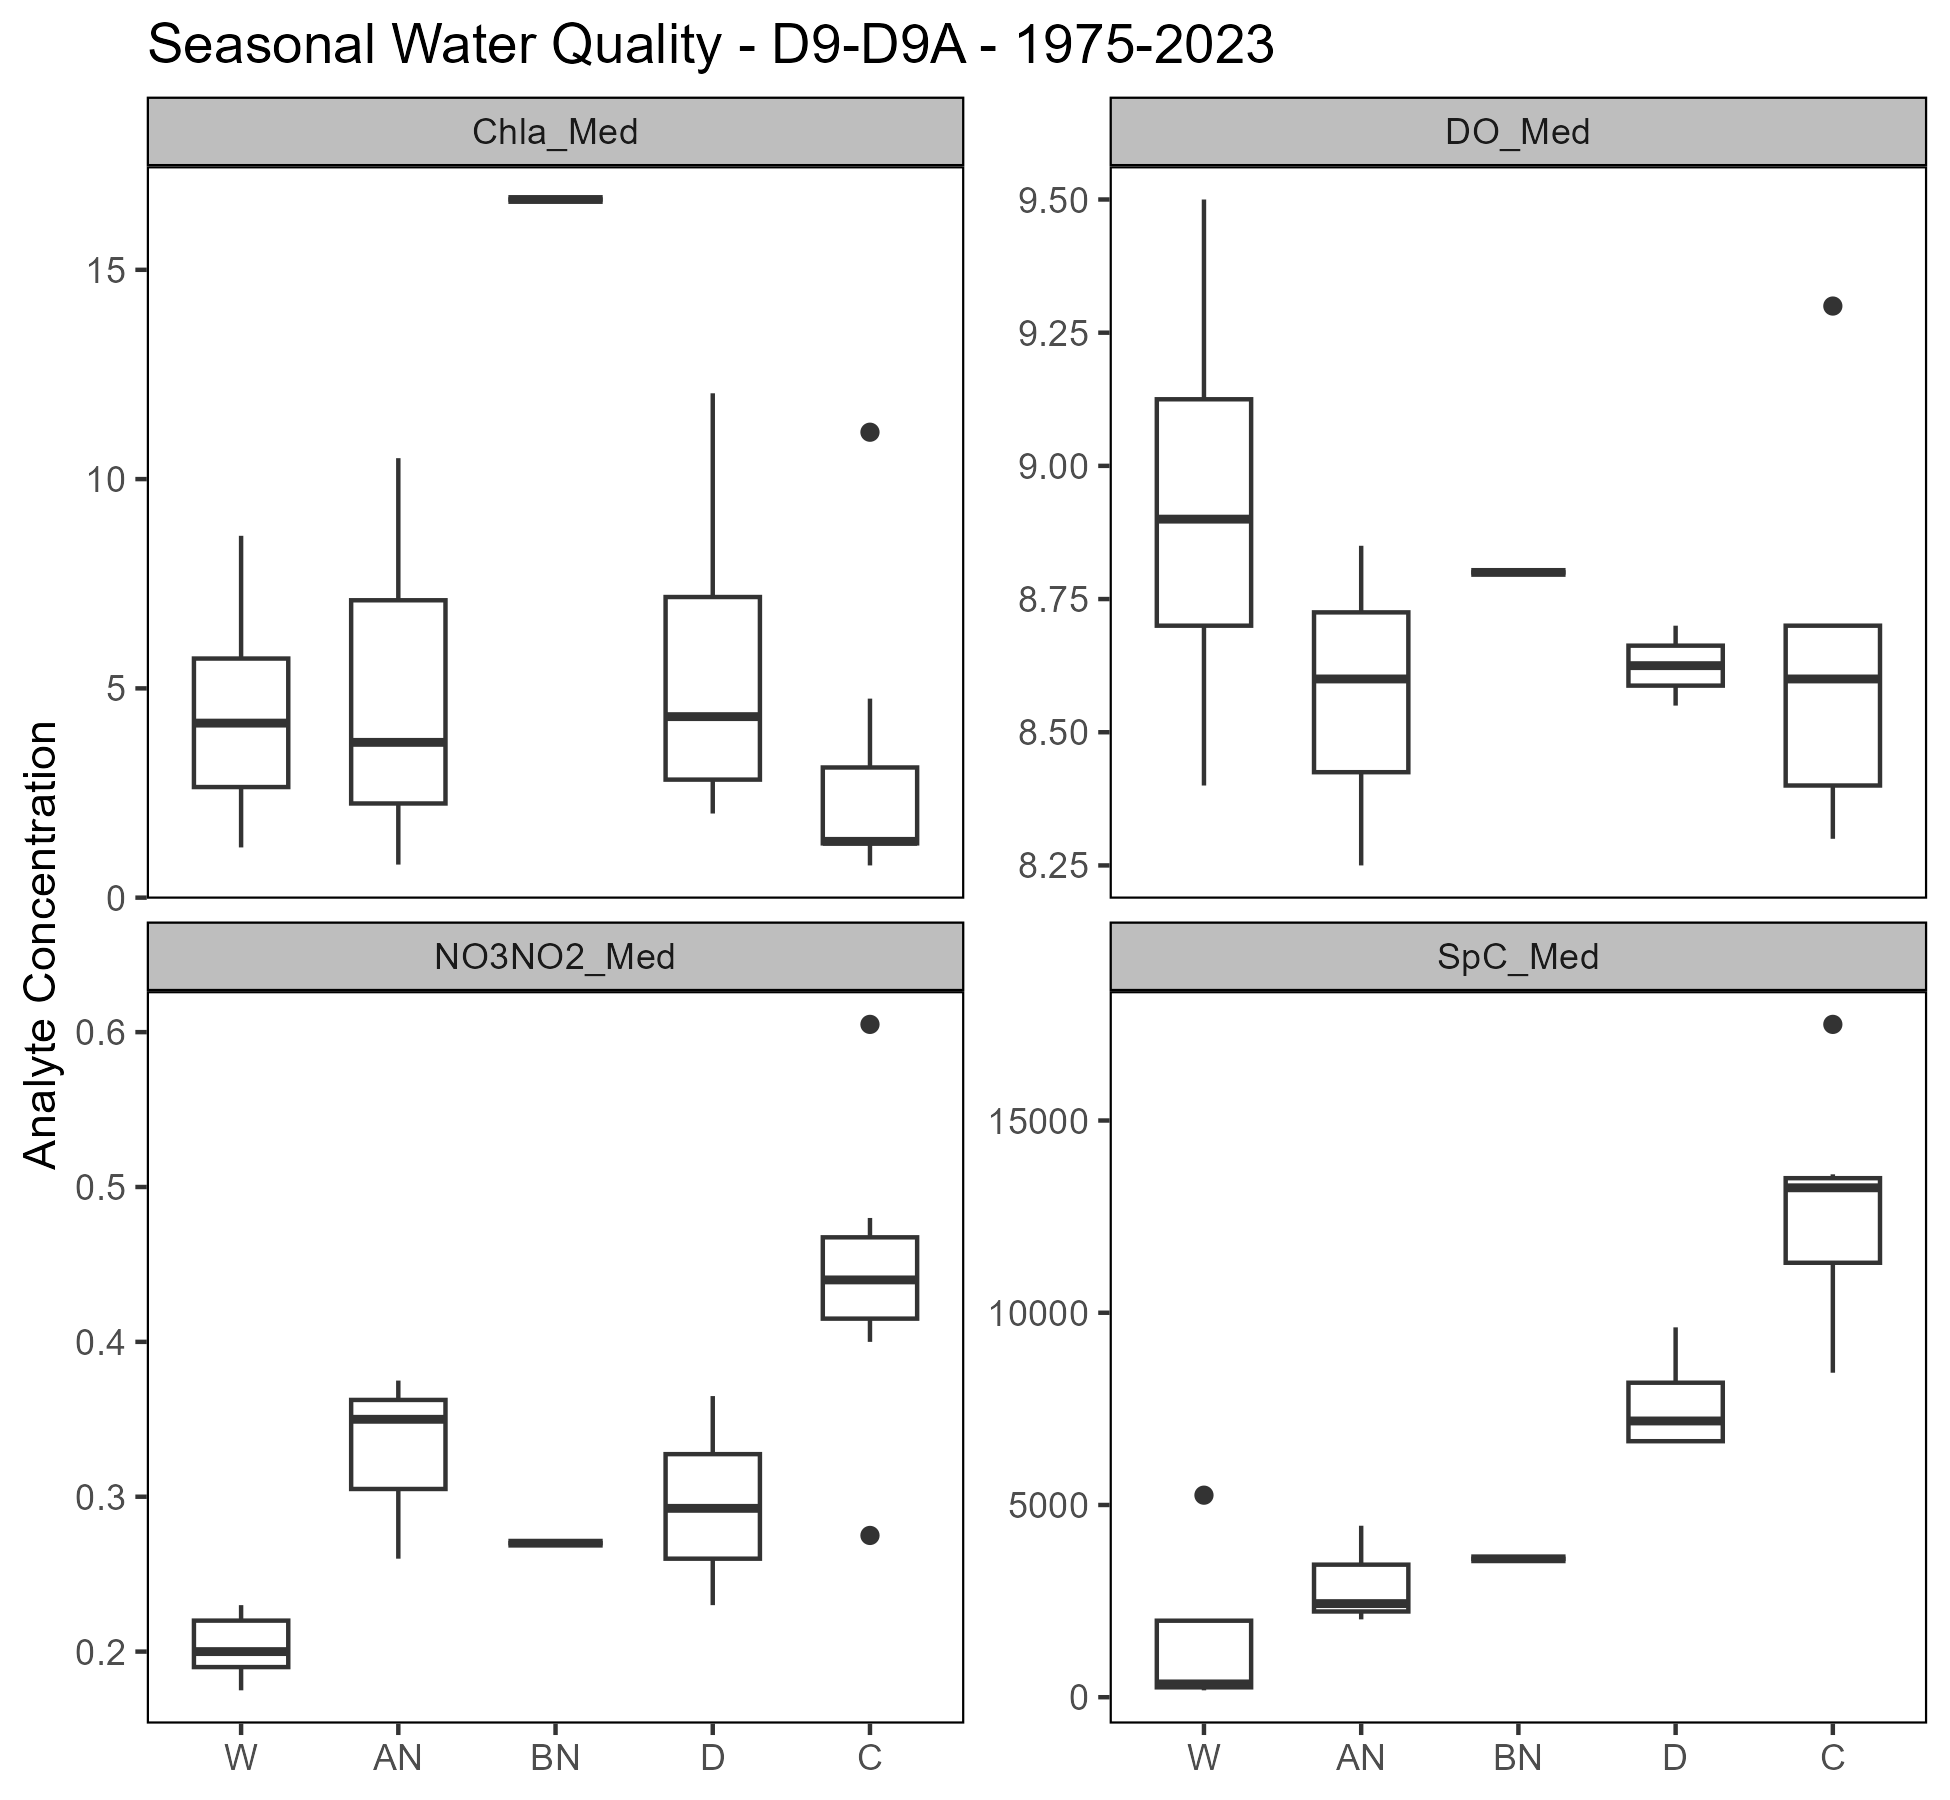 Seasonal Water Quality - D9-D9A - 1975-2023
Analyte Concentration
Chla_Med
15
10
5
0
DO_Med
9.50
9.25
9.00
8.75
8.50
8.25
NO3NO2_Med
0.6
0.5
0.4
0.3
0.2
W AN BN D C
SpC_Med
15000
10000
5000
0
W AN BN D C